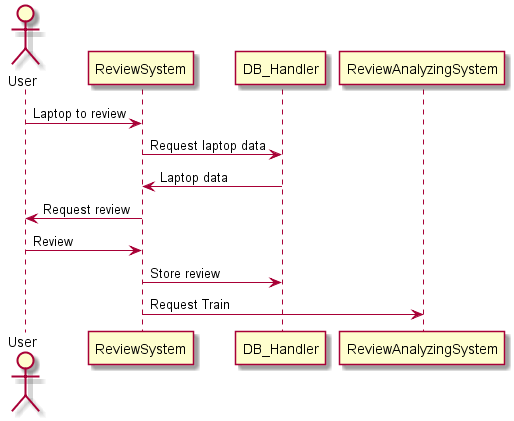 User
ReviewSystem
DB_Handler
ReviewAnalyzingSystem
Laptop to review
Request laptop data
Laptop data
Request review
Review
Store review
Request Train
User
ReviewSystem
DB_Handler
ReviewAnalyzingSystem